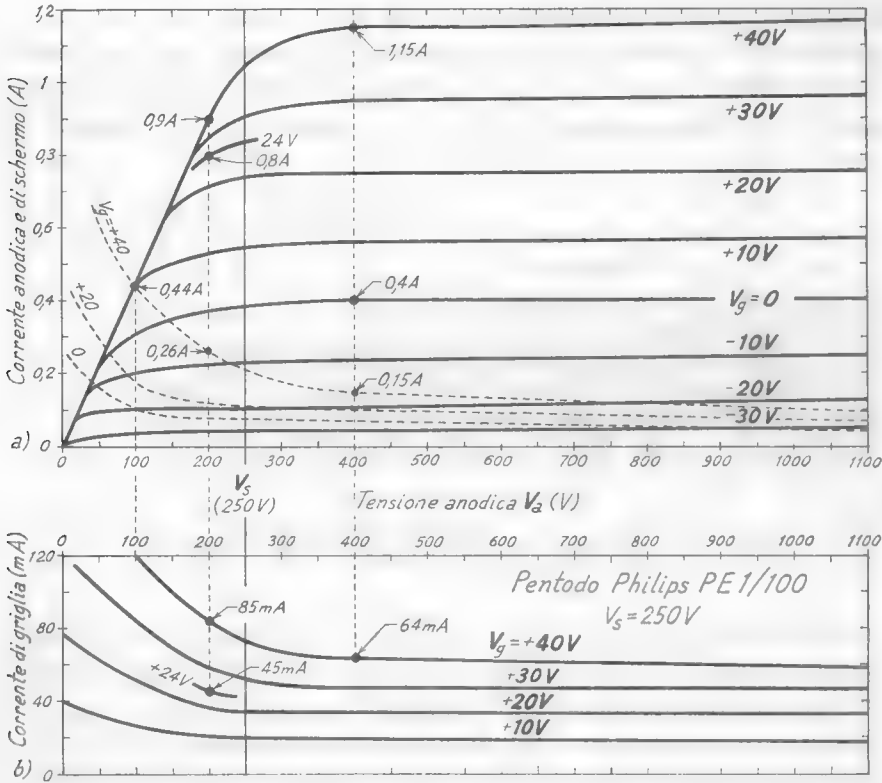 Corrente anodica e di schermo (A)
1,2
1
0,3
0,6
0,4
0,2
0
a)
+40V
1,15A
0,9A
24V
0,8A
+30V
+20V
Vg=+40
+10V
0,44A
+20
0,4A
Vg=0
0
0,26A
-10V
0,15A
-20V
30V
0 100 200 300 400 500 600 700 800 900 1000 1100
Vs
(250V)
Tensione anodica Va (V)
Corrente di griglia (mA)
0 100 200 300 400 500 600 700 800 900 1000 1100
120
80
40
0
b)
Pentodo Philips PE 1/100
Vs=250V
85mA
64mA
Vg=+40V
+24V
45mA
+30V
+20V
+10V